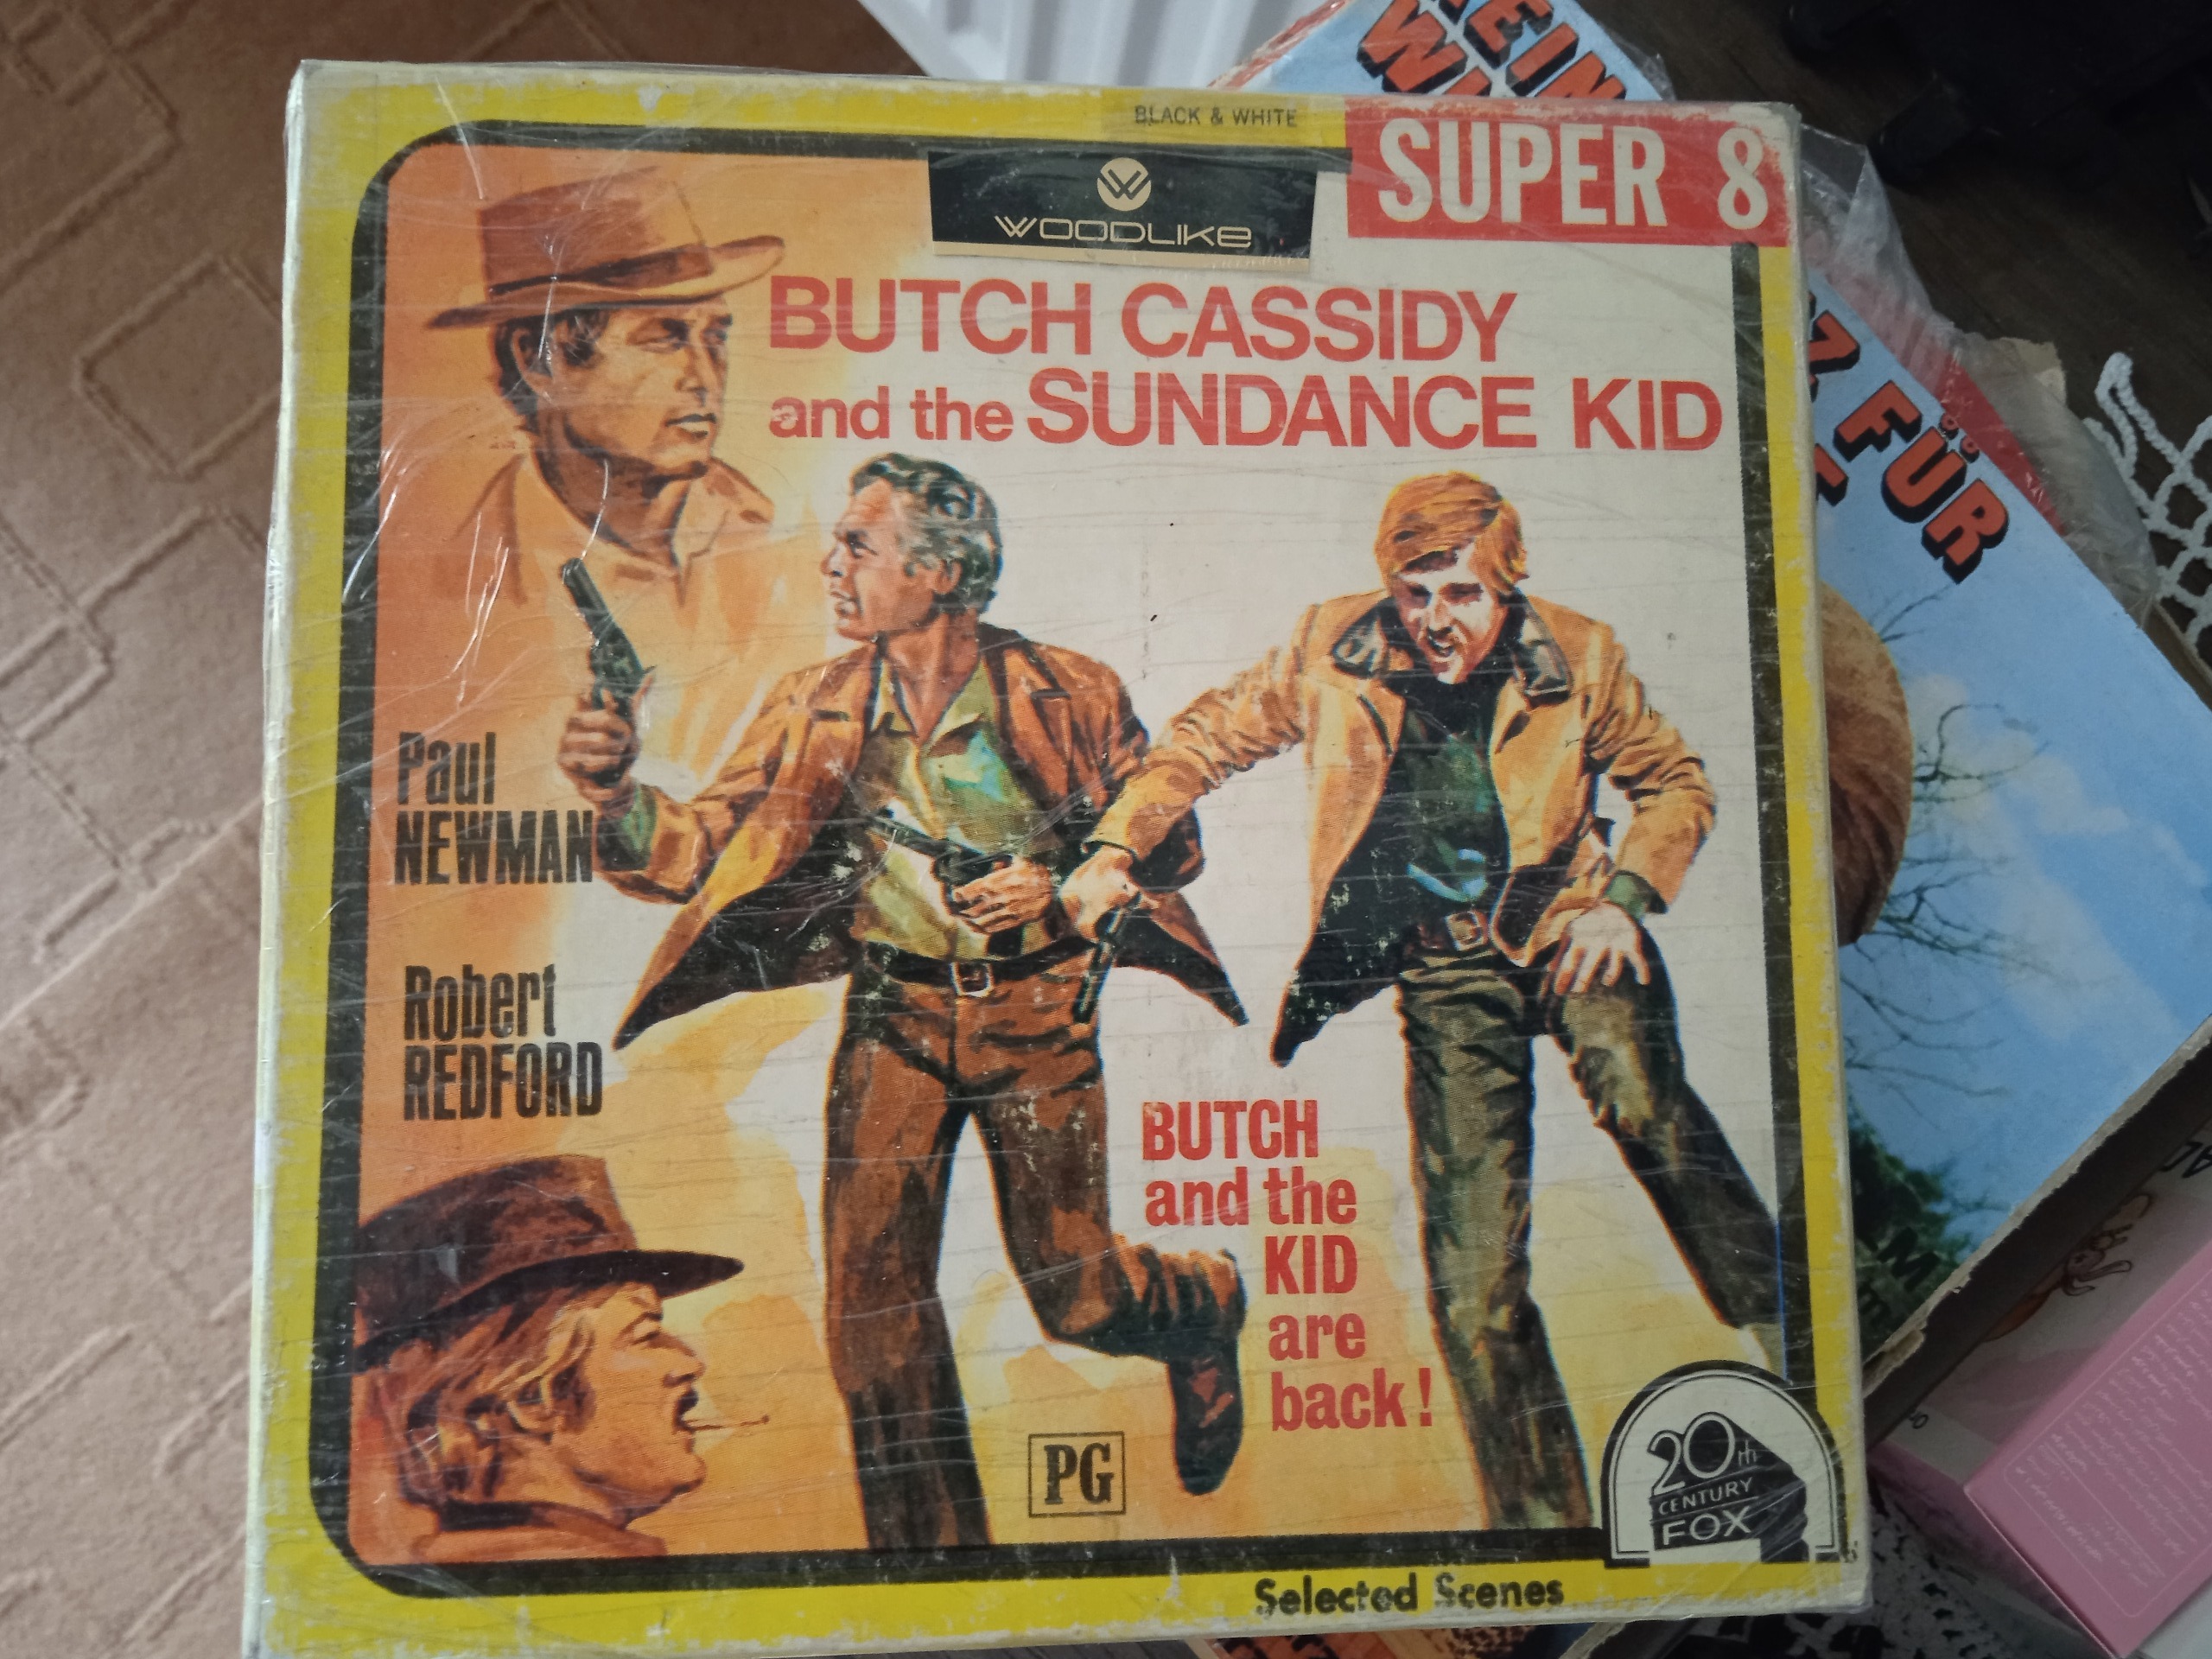 BLACK & WHITE
SUPER 8
W
WOODLIKE
BUTCH CASSIDY
and the SUNDANCE KID
Paul
NEWMAN
Robert
REDFORD
BUTCH
and the
KID
are
back!
PG
20th
CENTURY
FOX
Selected Scenes
EIN
Z FÜR